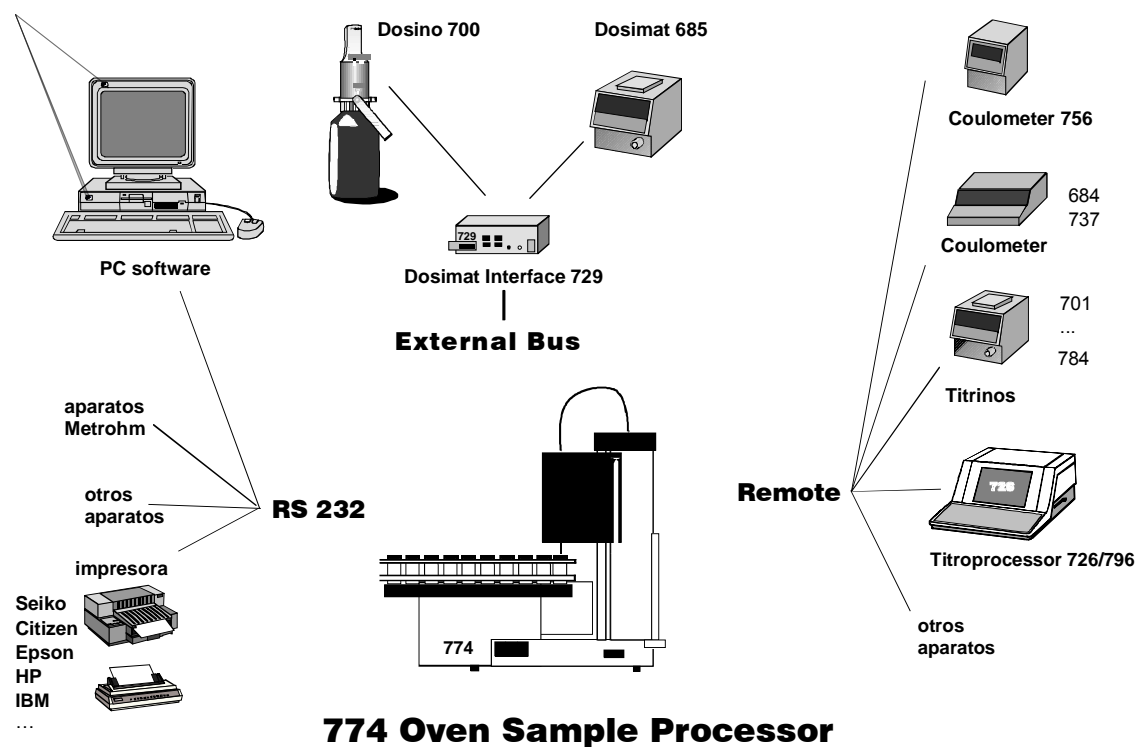 Dosino 700
Dosimat 685
Coulometer 756
684
737
Coulometer
PC software
729
Dosimat Interface 729
External Bus
701
...
784
Titrinos
aparatos
Metrohm
otros
aparatos
RS 232
Remote
726
Titroprocessor 726/796
impresora
Seiko
Citizen
Epson
HP
IBM
...
774
otros
aparatos
774 Oven Sample Processor